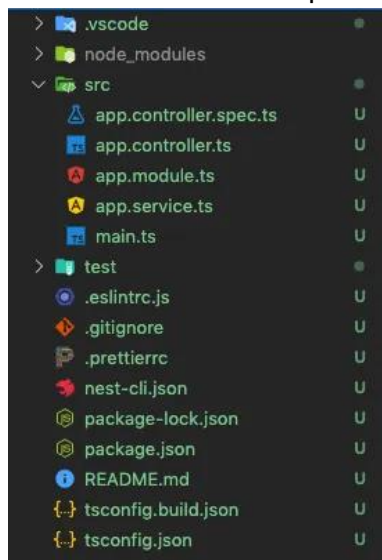 .vscode
node_modules
src
app.controller.spec.ts U
TS app.controller.ts U
app.module.ts U
app.service.ts U
TS main.ts U
test
.eslintrc.js U
.gitignore U
.prettierrc U
nest-cli.json U
package-lock.json U
package.json U
README.md U
{..} tsconfig.build.json U
{..} tsconfig.json U